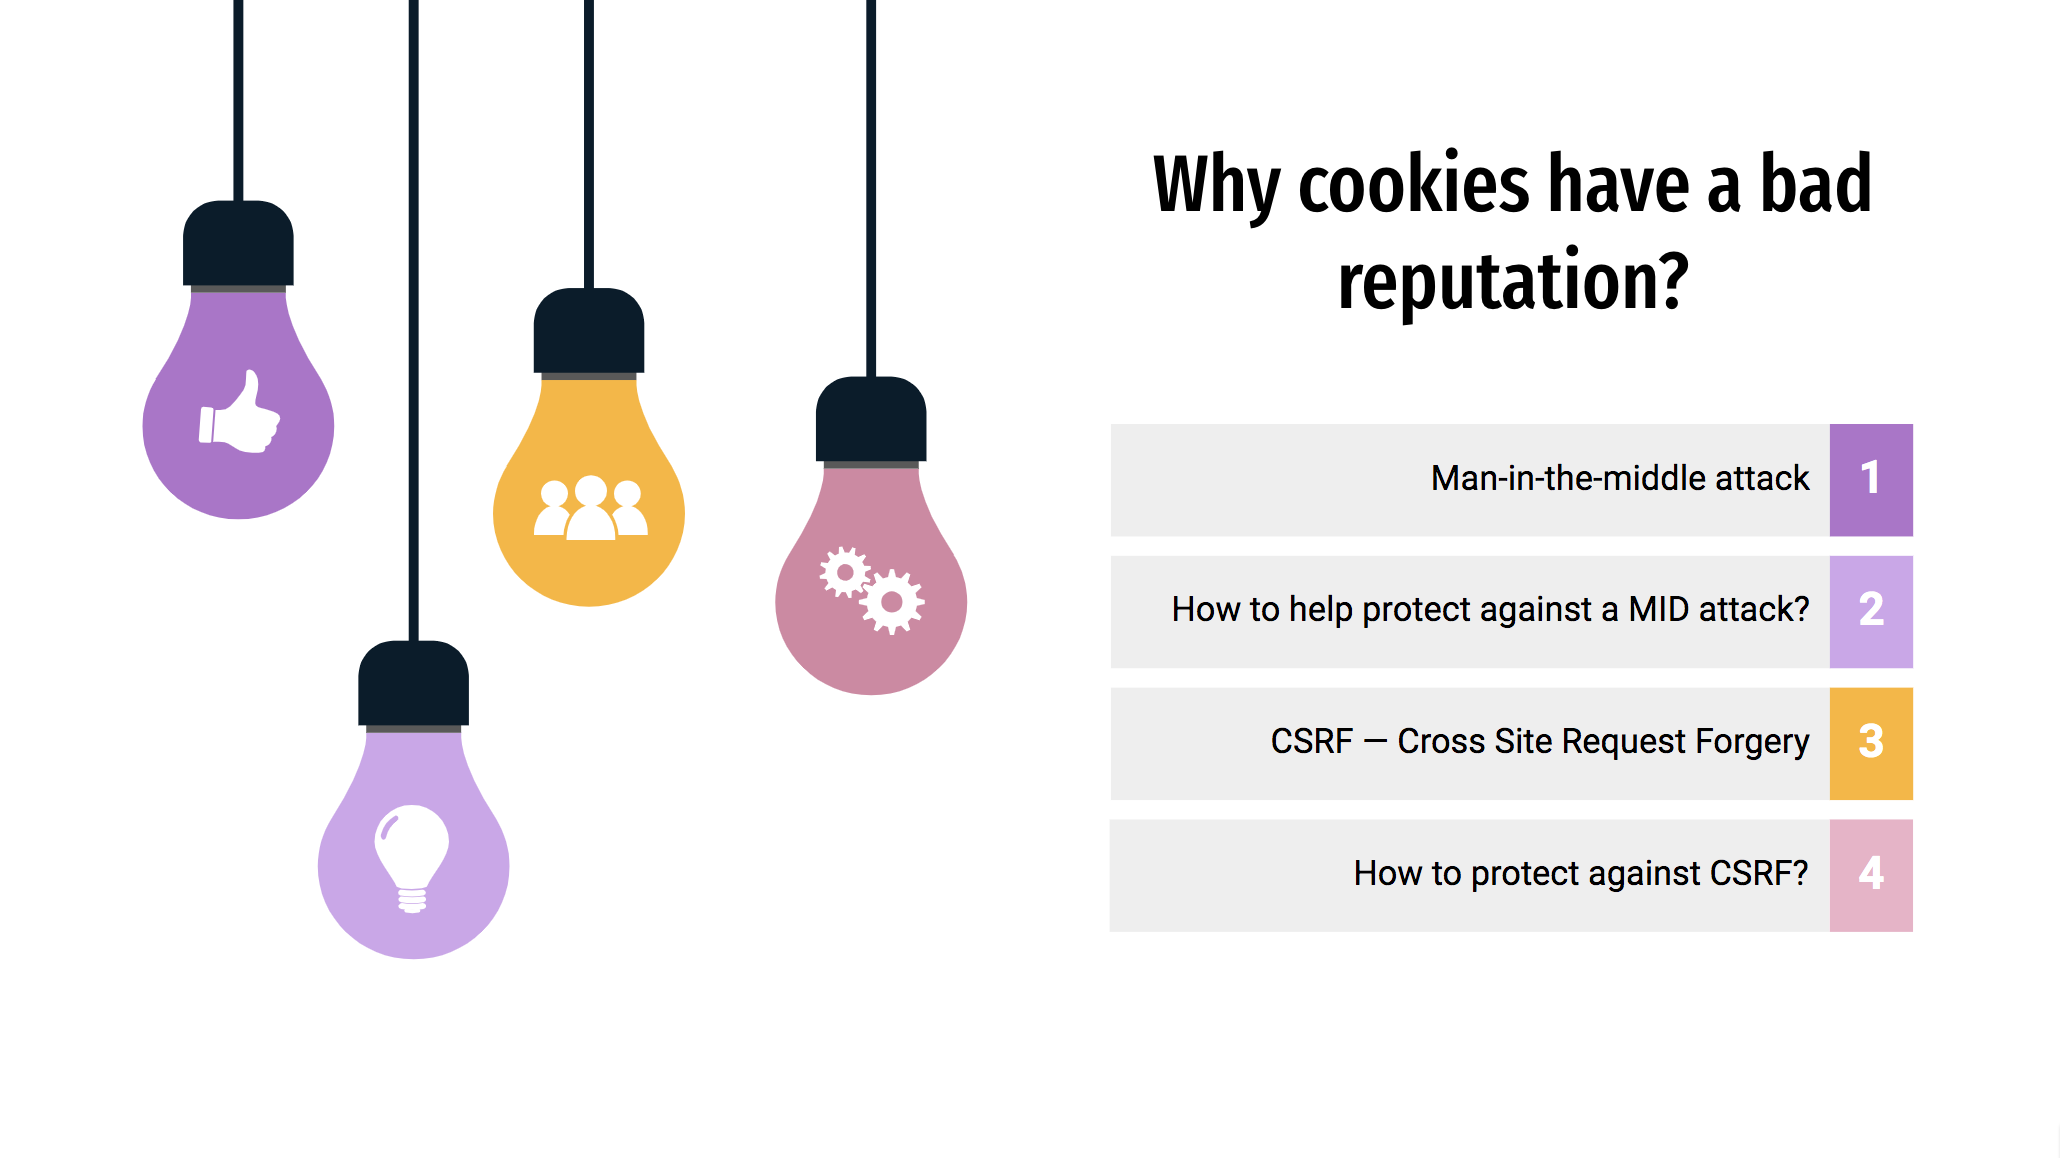 Why cookies have a bad
reputation?
Man-in-the-middle attack 1
How to help protect against a MID attack? 2
CSRF — Cross Site Request Forgery 3
How to protect against CSRF? 4